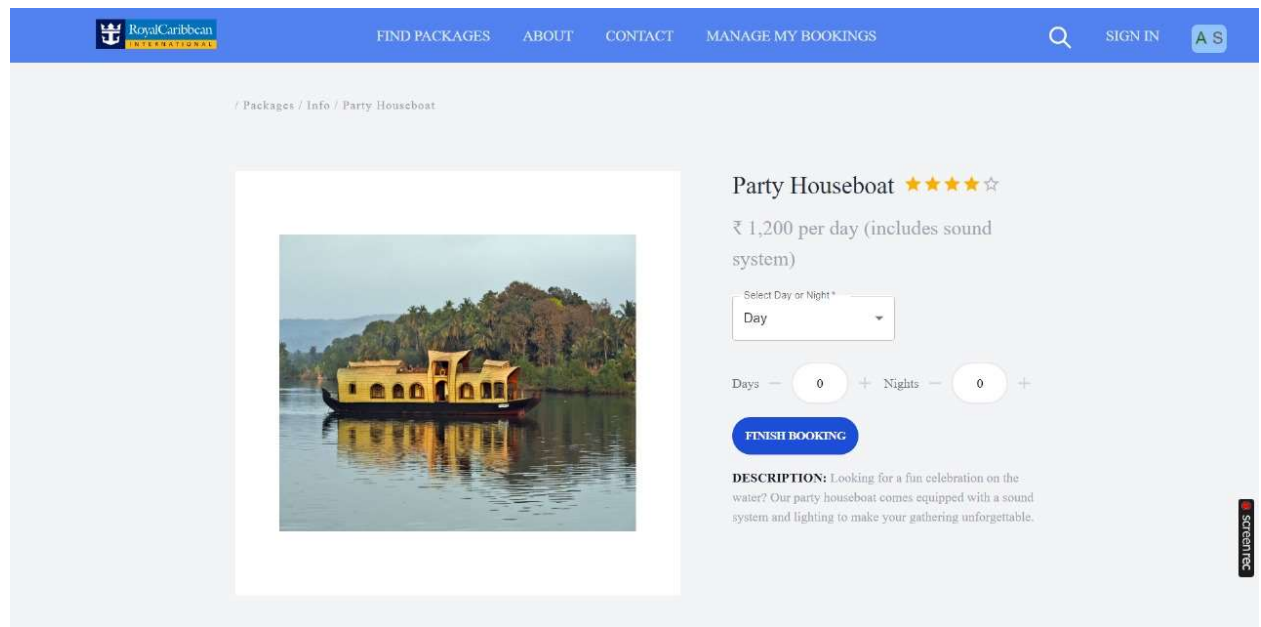 RoyalCaribbean
INTERNATIONAL
FIND PACKAGES ABOUT CONTACT MANAGE MY BOOKINGS SIGN IN A S
/ Packages / Info / Party Houseboat
Party Houseboat
₹ 1,200 per day (includes sound
system)
Select Day or Night *
Day
Days − 0 + Nights − 0 +
FINISH BOOKING
DESCRIPTION: Looking for a fun celebration on the
water? Our party houseboat comes equipped with a sound
system and lighting to make your gathering unforgettable.
screenrec